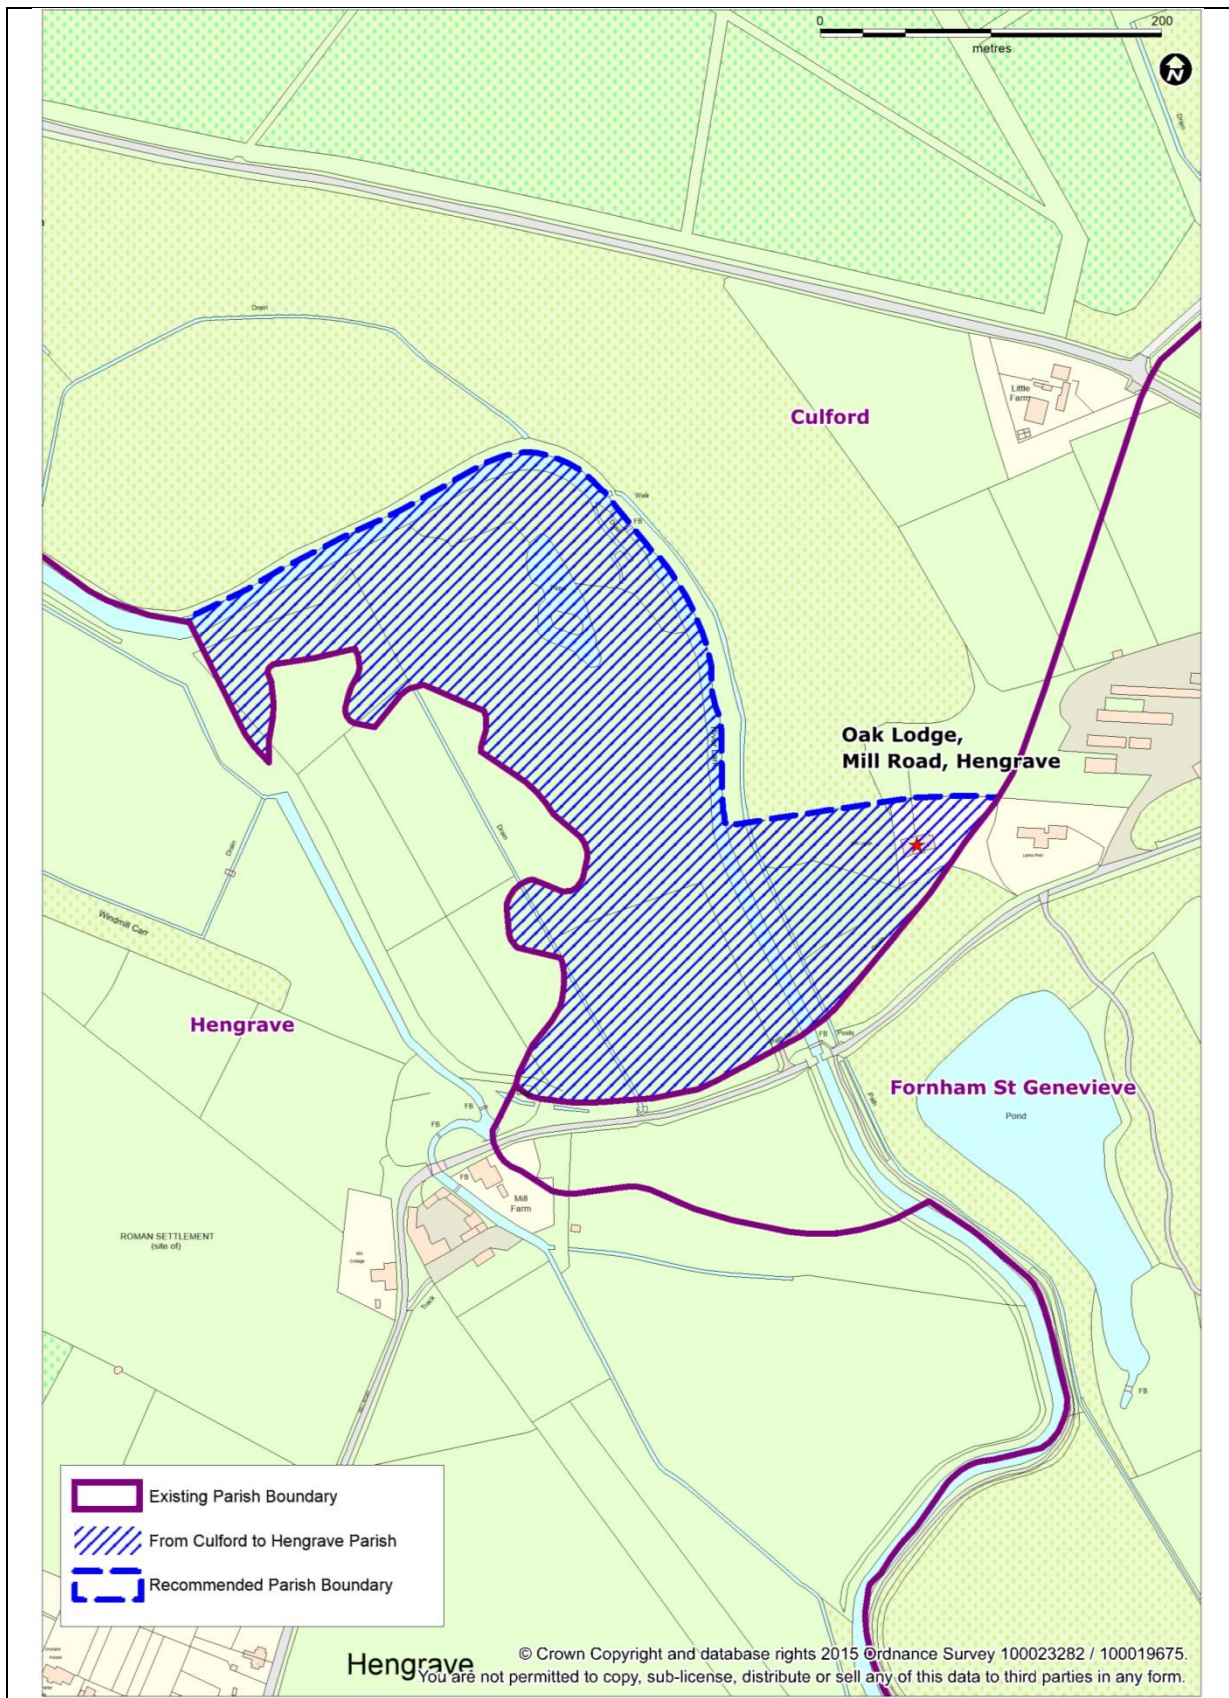 0 200
metres
N
Drain
Drain
Little
Farm
Culford
Weir
FB
Oak Lodge,
Mill Road, Hengrave
Drain
Drain
Windmill Carr
Hengrave
Posts
FB
Path
Fornham St Genevieve
Pond
FB
FB
FB
Mill
Farm
ROMAN SETTLEMENT
(site of)
Track
FB
Existing Parish Boundary
From Culford to Hengrave Parish
Recommended Parish Boundary
Hengrave
© Crown Copyright and database rights 2015 Ordnance Survey 100023282 / 100019675.
You are not permitted to copy, sub-license, distribute or sell any of this data to third parties in any form.